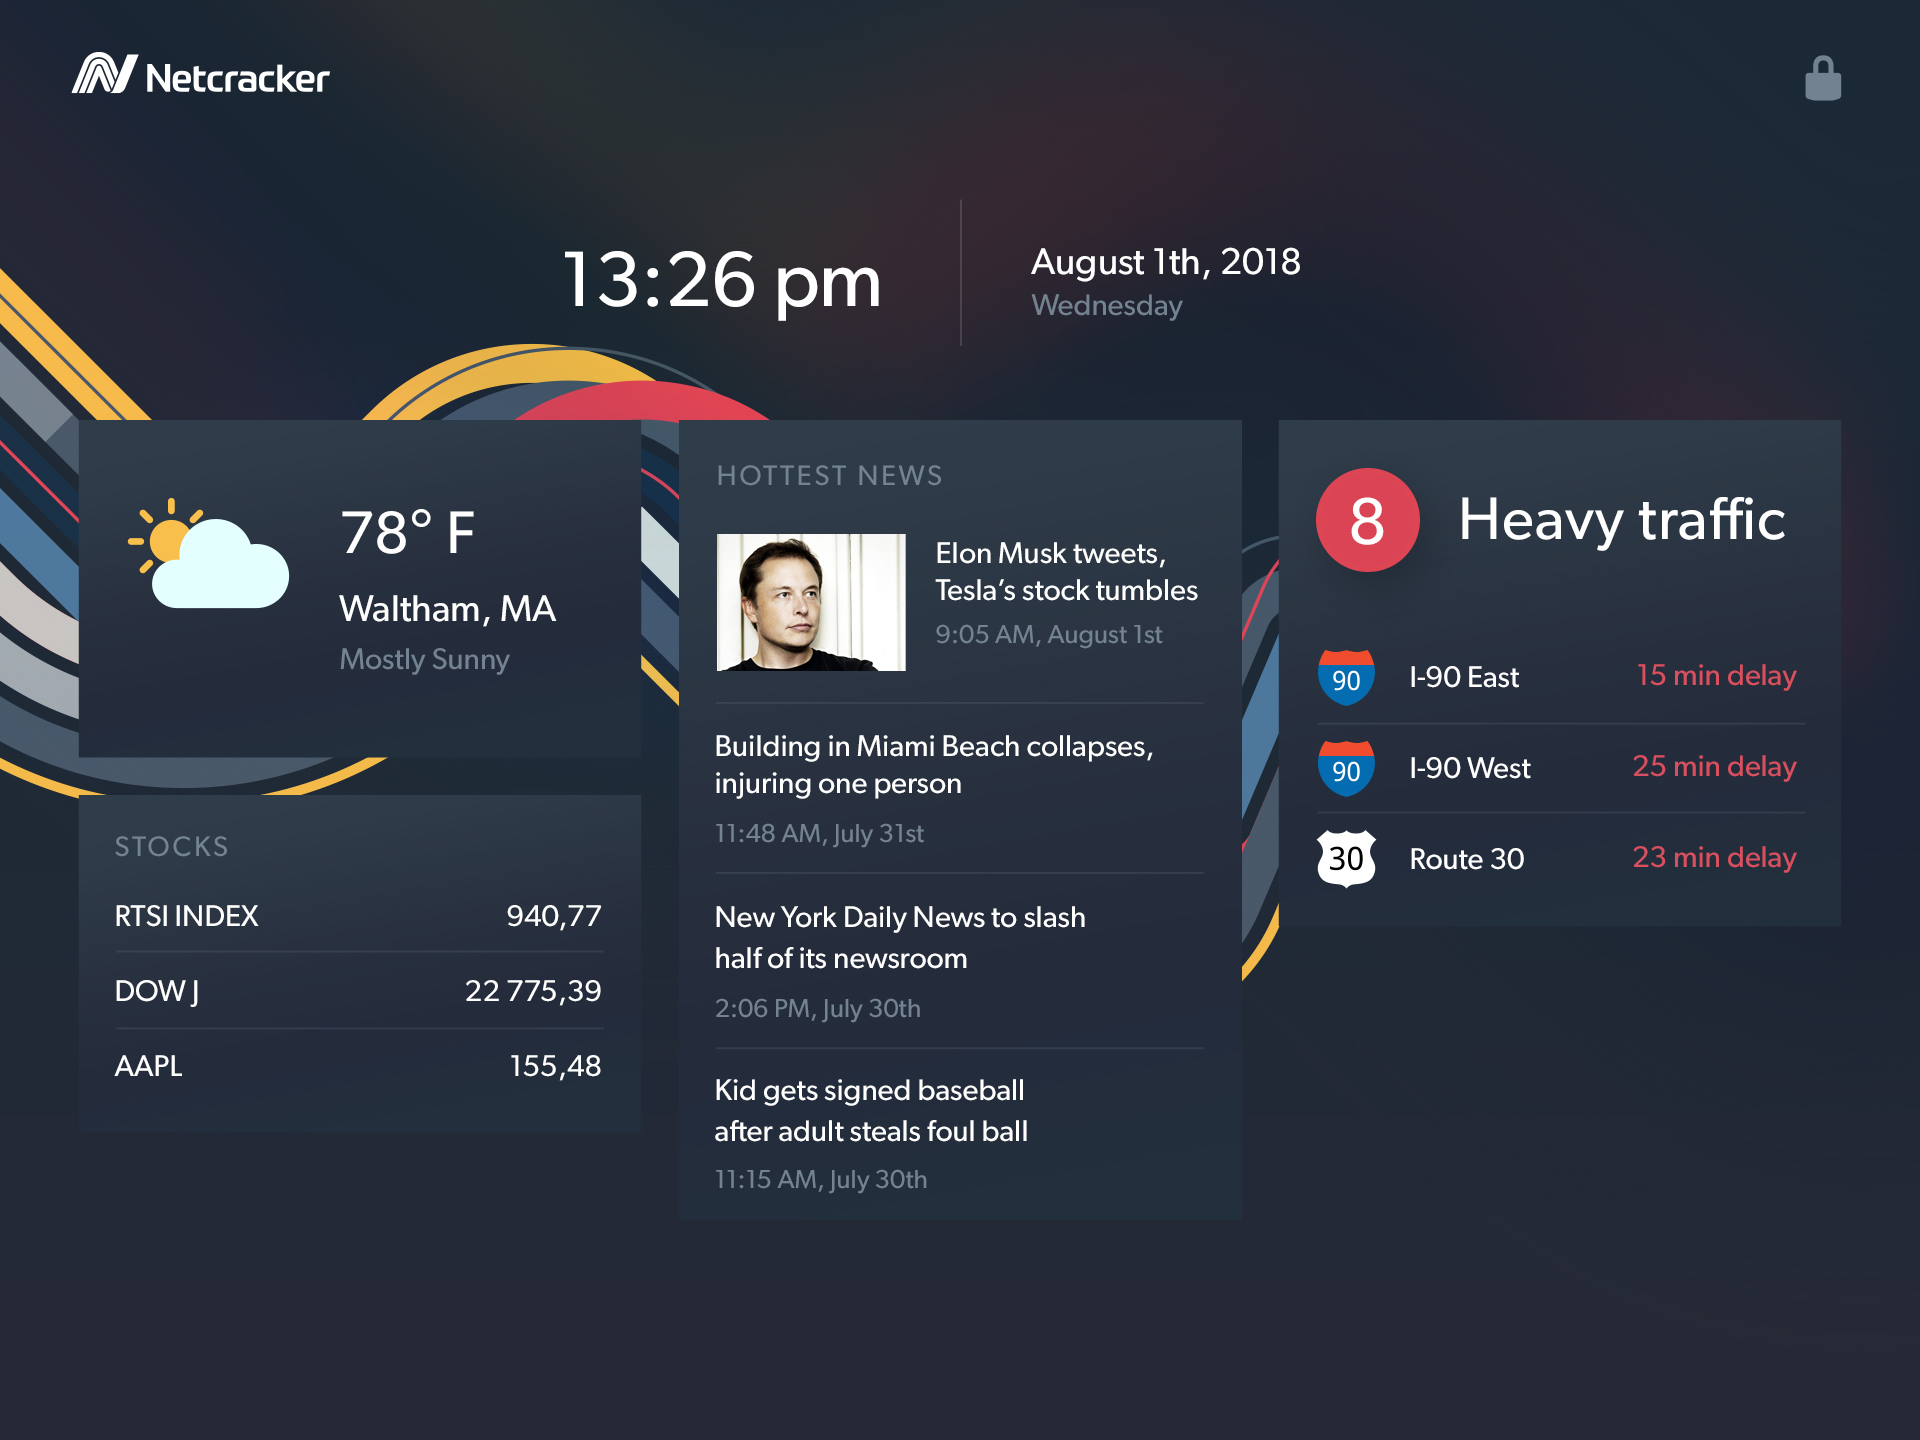 Netcracker
13:26 pm
August 1th, 2018
Wednesday
78° F
Waltham, MA
Mostly Sunny
STOCKS
RTSI INDEX 940,77
DOW J 22 775,39
AAPL 155,48
HOTTEST NEWS
Elon Musk tweets,
Tesla’s stock tumbles
9:05 AM, August 1st
Building in Miami Beach collapses,
injuring one person
11:48 AM, July 31st
New York Daily News to slash
half of its newsroom
2:06 PM, July 30th
Kid gets signed baseball
after adult steals foul ball
11:15 AM, July 30th
8 Heavy traffic
90 I-90 East 15 min delay
90 I-90 West 25 min delay
30 Route 30 23 min delay